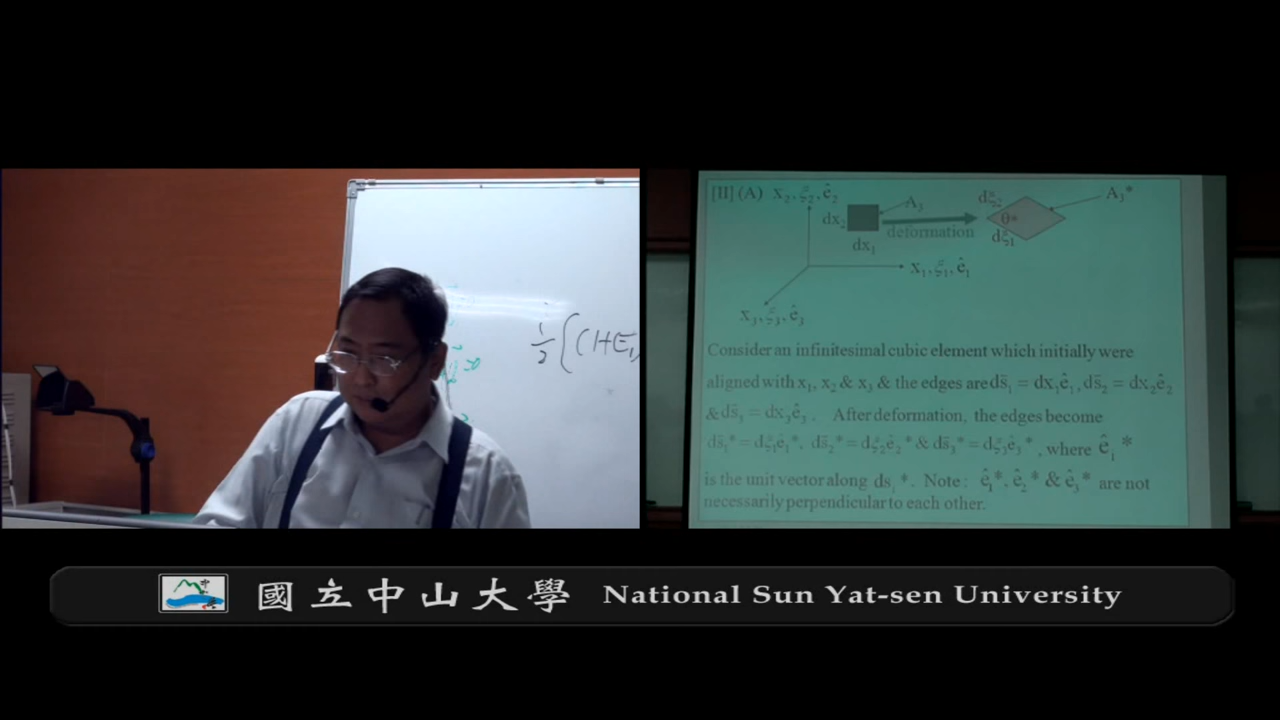 ½{(1+E₁)
[II] (A) x₂, ξ₂, ê₂
A₃
dx₂
dx₁
deformation
dξ₂
θ*
dξ₁
A₃*
x₁, ξ₁, ê₁
x₃, ξ₃, ê₃
Consider an infinitesimal cubic element which initially were
aligned with x₁, x₂ & x₃ & the edges are ds̄₁ = dx₁ê₁, ds̄₂ = dx₂ê₂
& ds̄₃ = dx₃ê₃ . After deformation, the edges become
ds̄₁* = dξ₁ê₁*, ds̄₂* = dξ₂ê₂* & ds̄₃* = dξ₃ê₃* , where ê₁*
is the unit vector along ds₁*. Note : ê₁*, ê₂* & ê₃* are not
necessarily perpendicular to each other.
國立中山大學 National Sun Yat-sen University